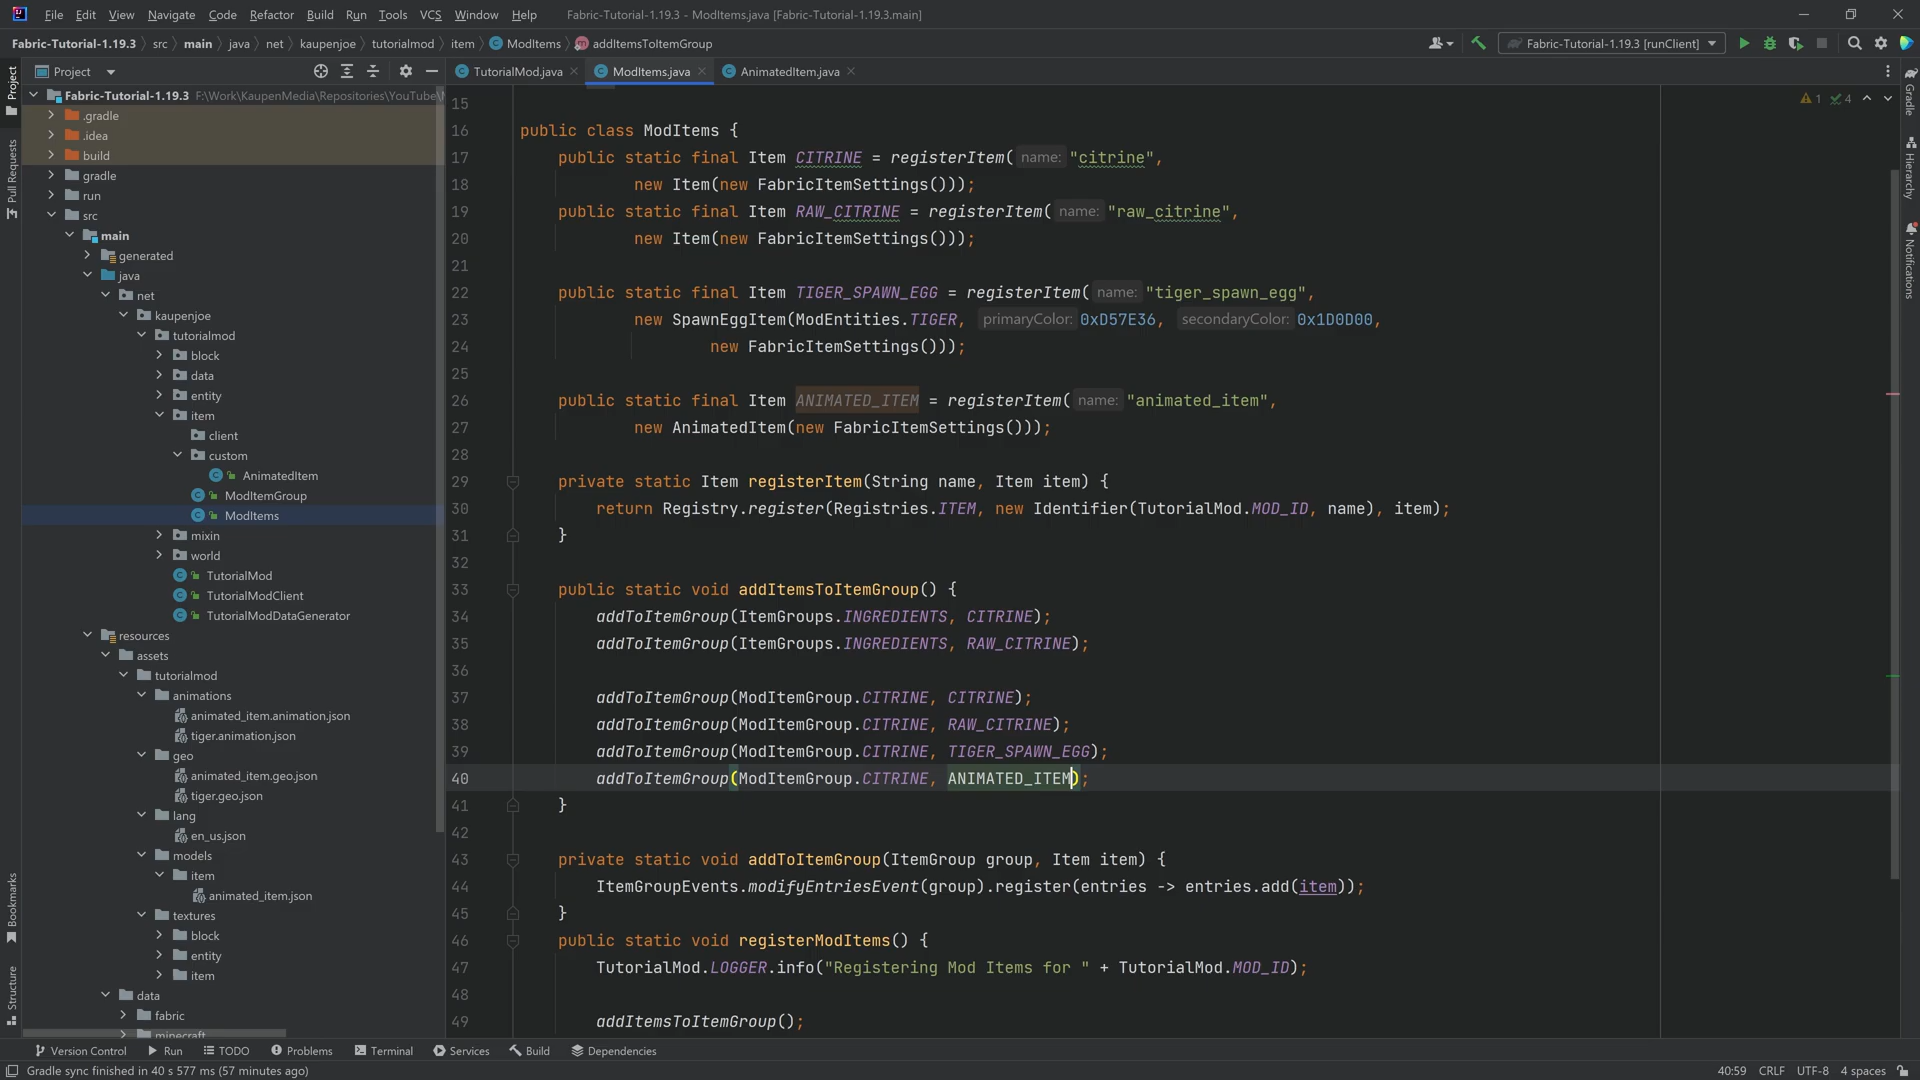 File Edit View Navigate Code Refactor Build Run Tools VCS Window Help Fabric-Tutorial-1.19.3 - ModItems.java [Fabric-Tutorial-1.19.3.main]
Fabric-Tutorial-1.19.3 src main java net kaupenjoe tutorialmod item ModItems addItemsToItemGroup Fabric-Tutorial-1.19.3 [runClient]
Project TutorialMod.java ModItems.java AnimatedItem.java
Fabric-Tutorial-1.19.3 F:\Work\KaupenMedia\Repositories\YouTube\
.gradle
.idea
build
gradle
run
src
main
generated
java
net
kaupenjoe
tutorialmod
block
data
entity
item
client
custom
AnimatedItem
ModItemGroup
ModItems
mixin
world
TutorialMod
TutorialModClient
TutorialModDataGenerator
resources
assets
tutorialmod
animations
animated_item.animation.json
tiger.animation.json
geo
animated_item.geo.json
tiger.geo.json
lang
en_us.json
models
item
animated_item.json
textures
block
entity
item
data
fabric
minecraft
Project
Pull Requests
Bookmarks
Structure
15
16 public class ModItems {
17 public static final Item CITRINE = registerItem( name: "citrine",
18 new Item(new FabricItemSettings()));
19 public static final Item RAW_CITRINE = registerItem( name: "raw_citrine",
20 new Item(new FabricItemSettings()));
21
22 public static final Item TIGER_SPAWN_EGG = registerItem( name: "tiger_spawn_egg",
23 new SpawnEggItem(ModEntities.TIGER, primaryColor: 0xD57E36, secondaryColor: 0x1D0D00,
24 new FabricItemSettings()));
25
26 public static final Item ANIMATED_ITEM = registerItem( name: "animated_item",
27 new AnimatedItem(new FabricItemSettings()));
28
29 private static Item registerItem(String name, Item item) {
30 return Registry.register(Registries.ITEM, new Identifier(TutorialMod.MOD_ID, name), item);
31 }
32
33 public static void addItemsToItemGroup() {
34 addToItemGroup(ItemGroups.INGREDIENTS, CITRINE);
35 addToItemGroup(ItemGroups.INGREDIENTS, RAW_CITRINE);
36
37 addToItemGroup(ModItemGroup.CITRINE, CITRINE);
38 addToItemGroup(ModItemGroup.CITRINE, RAW_CITRINE);
39 addToItemGroup(ModItemGroup.CITRINE, TIGER_SPAWN_EGG);
40 addToItemGroup(ModItemGroup.CITRINE, ANIMATED_ITEM);
41 }
42
43 private static void addToItemGroup(ItemGroup group, Item item) {
44 ItemGroupEvents.modifyEntriesEvent(group).register(entries -> entries.add(item));
45 }
46 public static void registerModItems() {
47 TutorialMod.LOGGER.info("Registering Mod Items for " + TutorialMod.MOD_ID);
48
49 addItemsToItemGroup();
1 4
Gradle
Hierarchy
Notifications
Version Control Run TODO Problems Terminal Services Build Dependencies
Gradle sync finished in 40 s 577 ms (57 minutes ago) 40:59 CRLF UTF-8 4 spaces